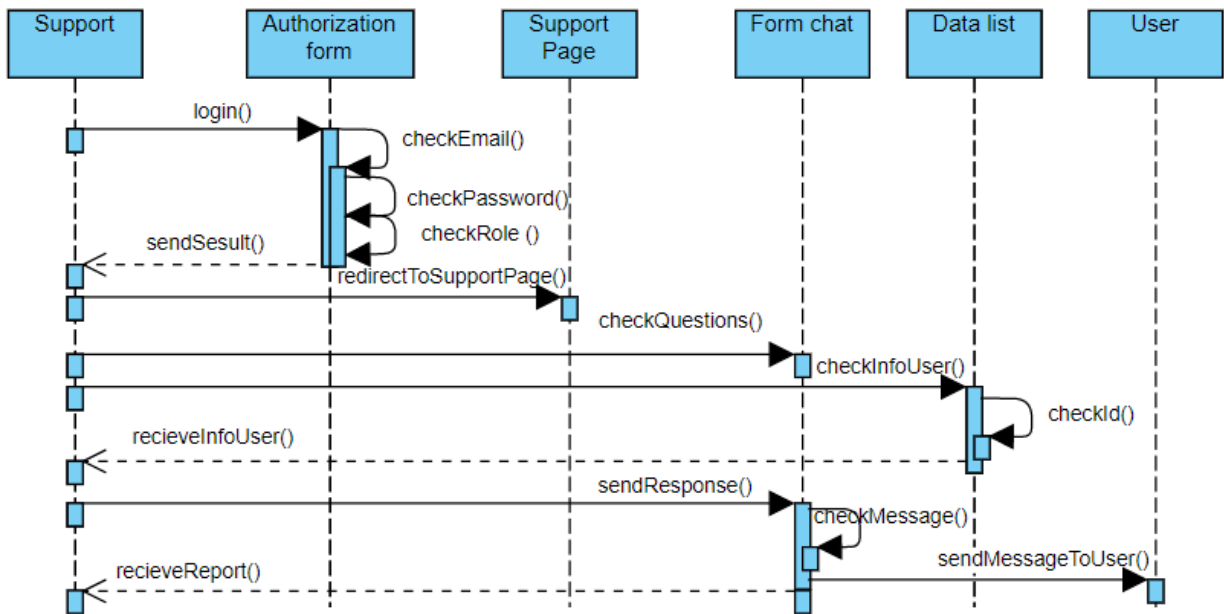 Support
Authorization
form
Support
Page
Form chat
Data list
User
login()
checkEmail()
checkPassword()
checkRole ()
sendSesult()
redirectToSupportPage()
checkQuestions()
checkInfoUser()
checkId()
recieveInfoUser()
sendResponse()
checkMessage()
sendMessageToUser()
recieveReport()